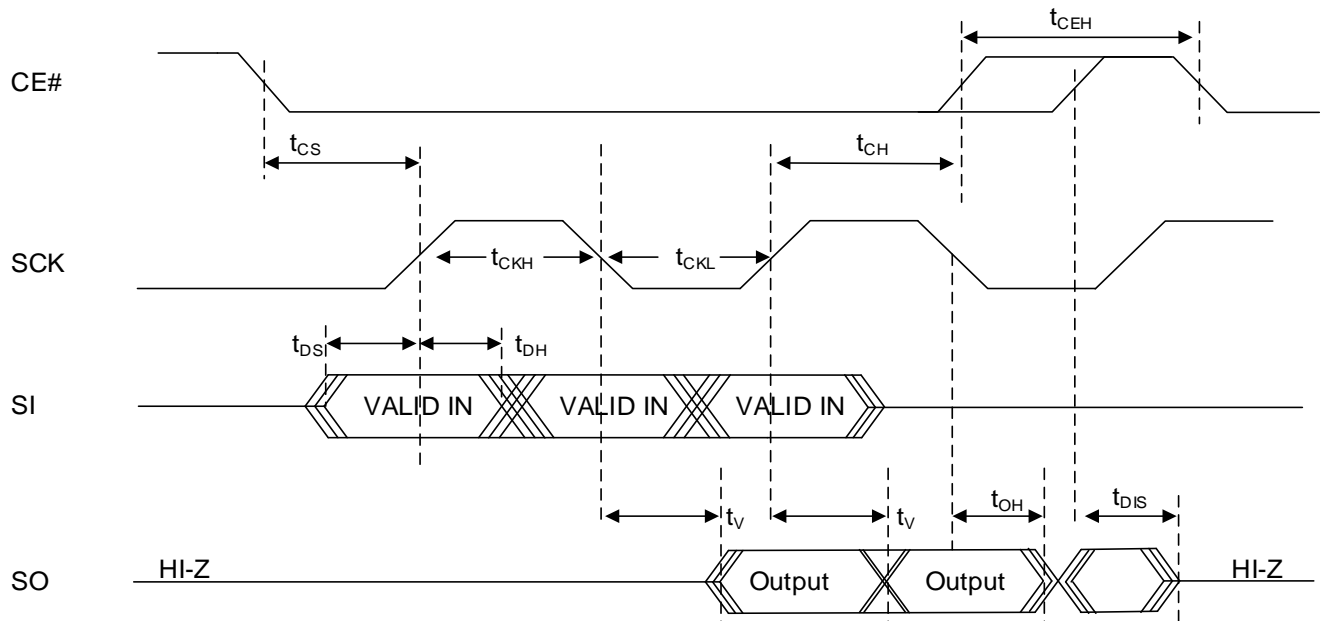 tCEH
CE#
tCS
tCH
SCK
tCKH
tCKL
tDS
tDH
SI
VALID IN
VALID IN
VALID IN
tV
tV
tOH
tDIS
SO
HI-Z
Output
Output
HI-Z